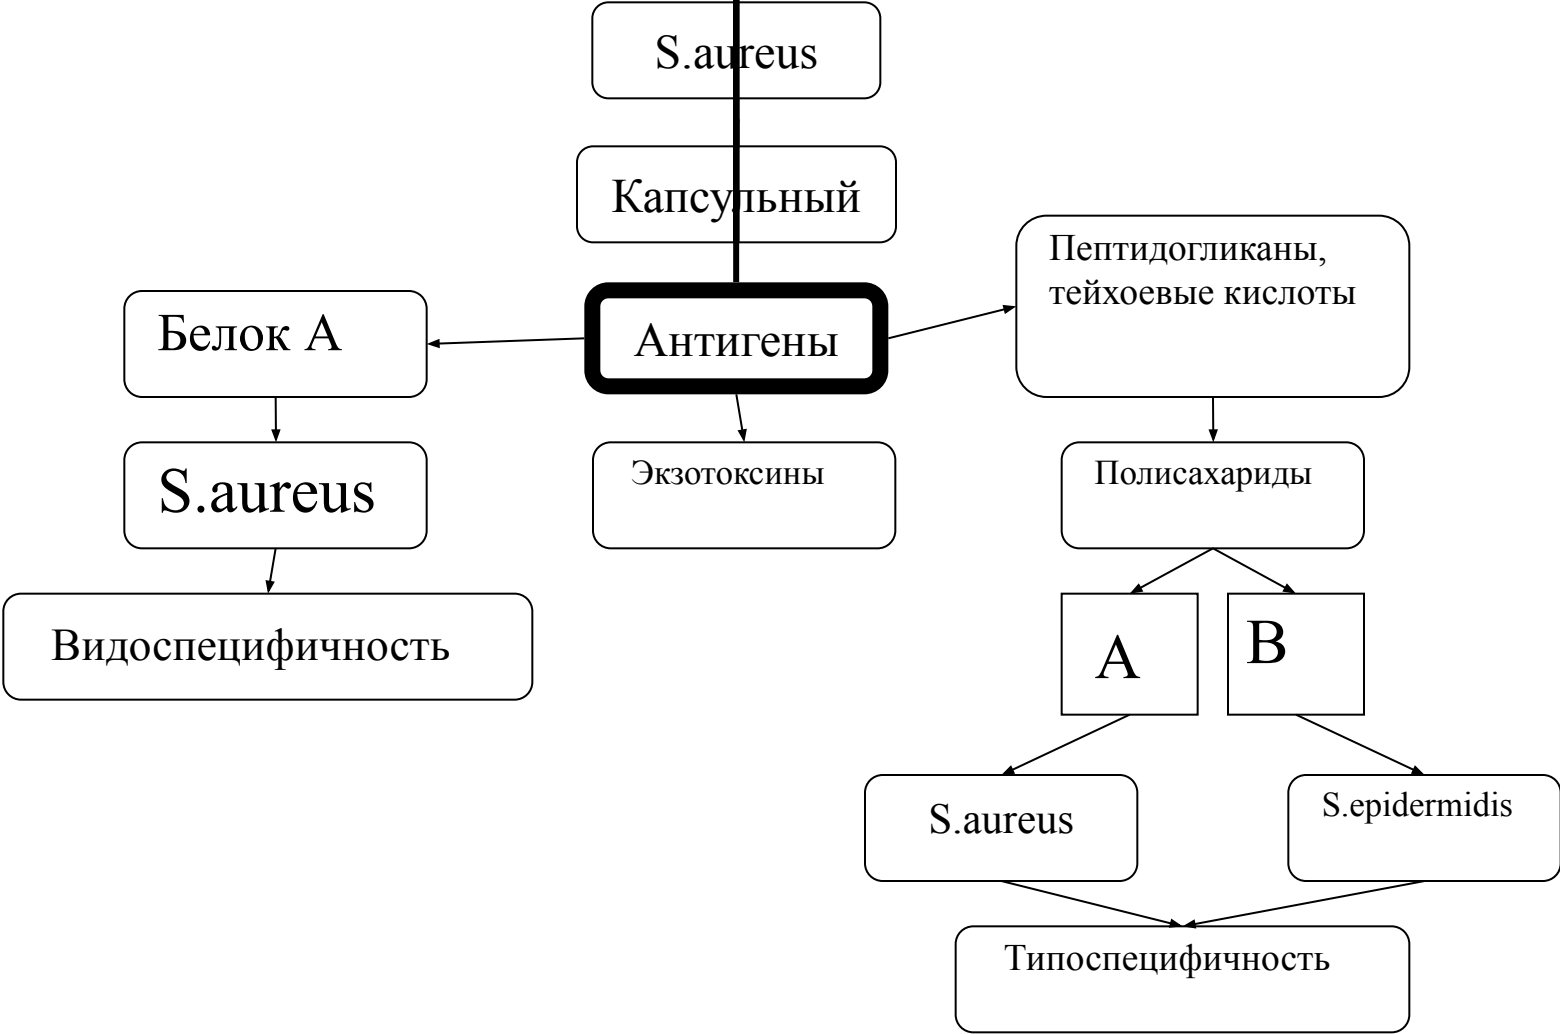 S.aureus
Капсульный
Пептидогликаны,
тейхоевые кислоты
Белок А
Антигены
S.aureus
Экзотоксины
Полисахариды
Видоспецифичность
А
В
S.aureus
S.epidermidis
Типоспецифичность